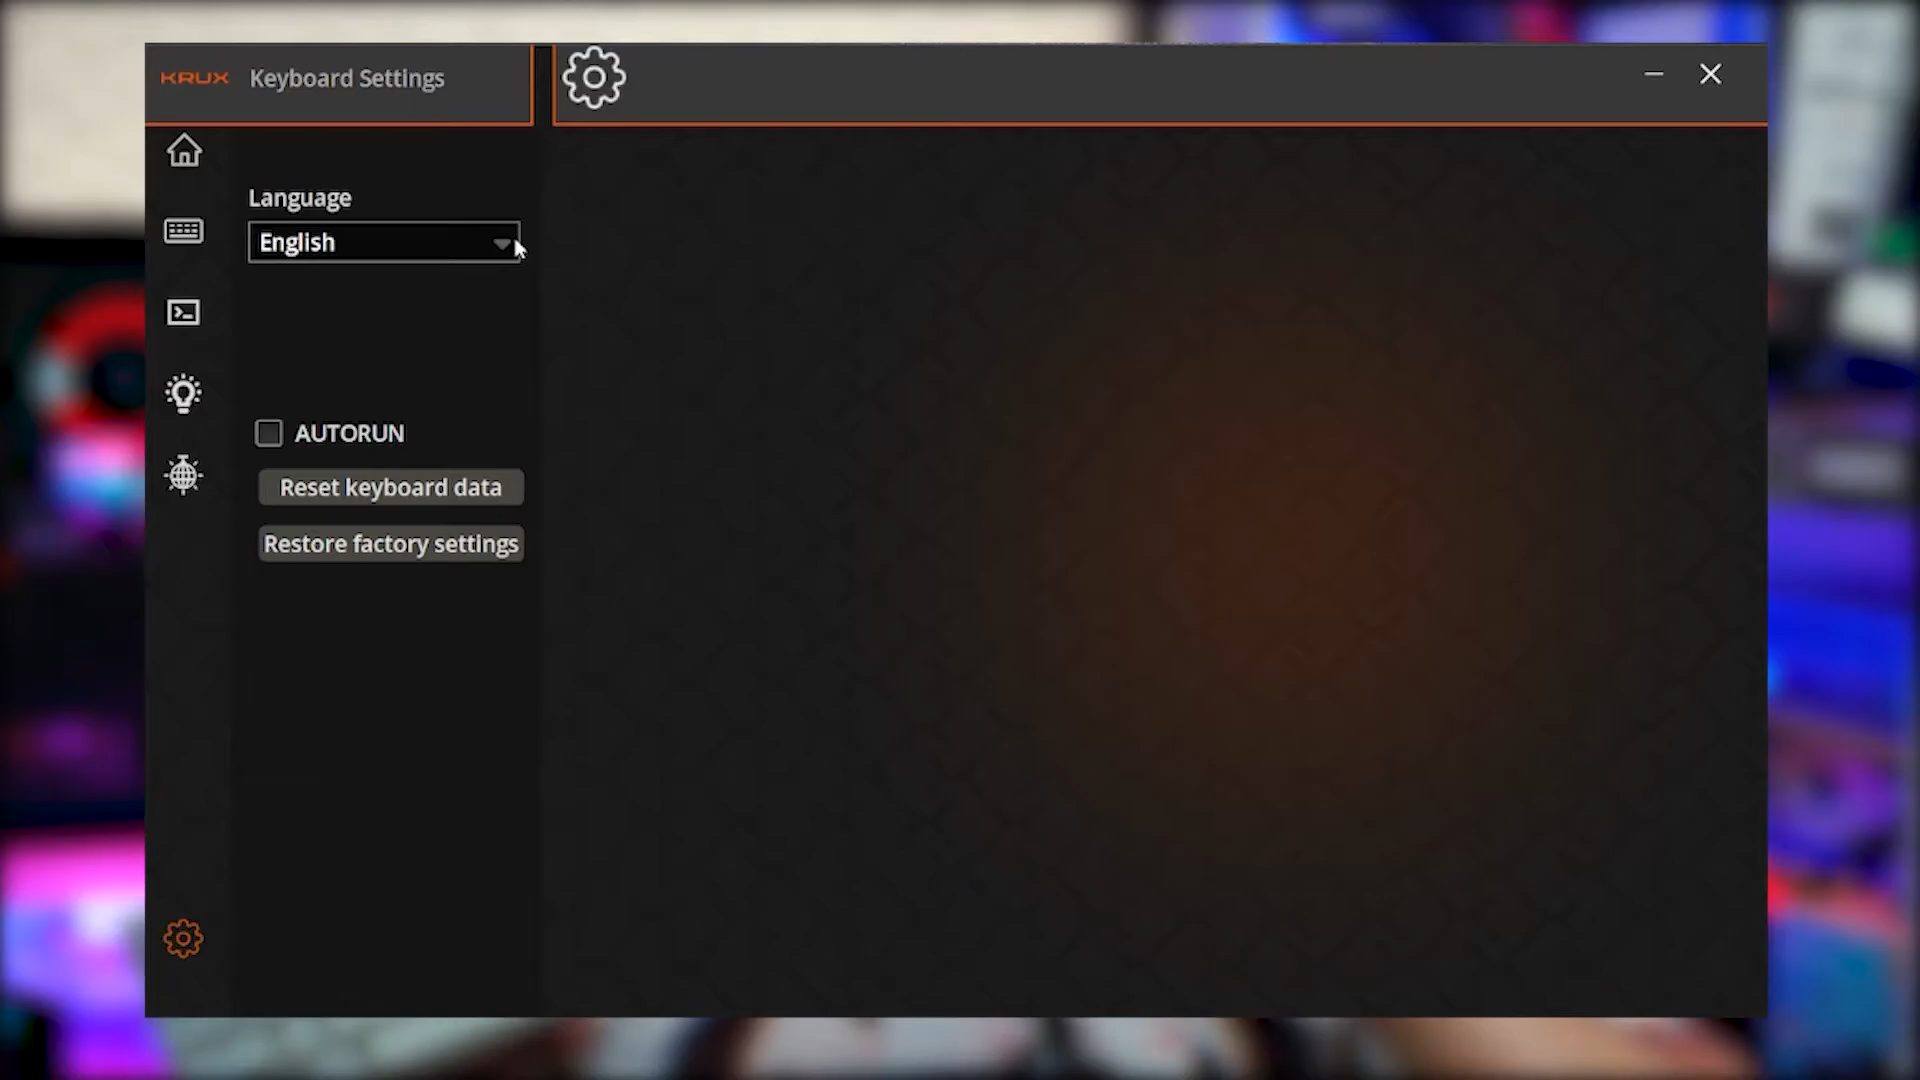 KRUX Keyboard Settings
Language
English
AUTORUN
Reset keyboard data
Restore factory settings